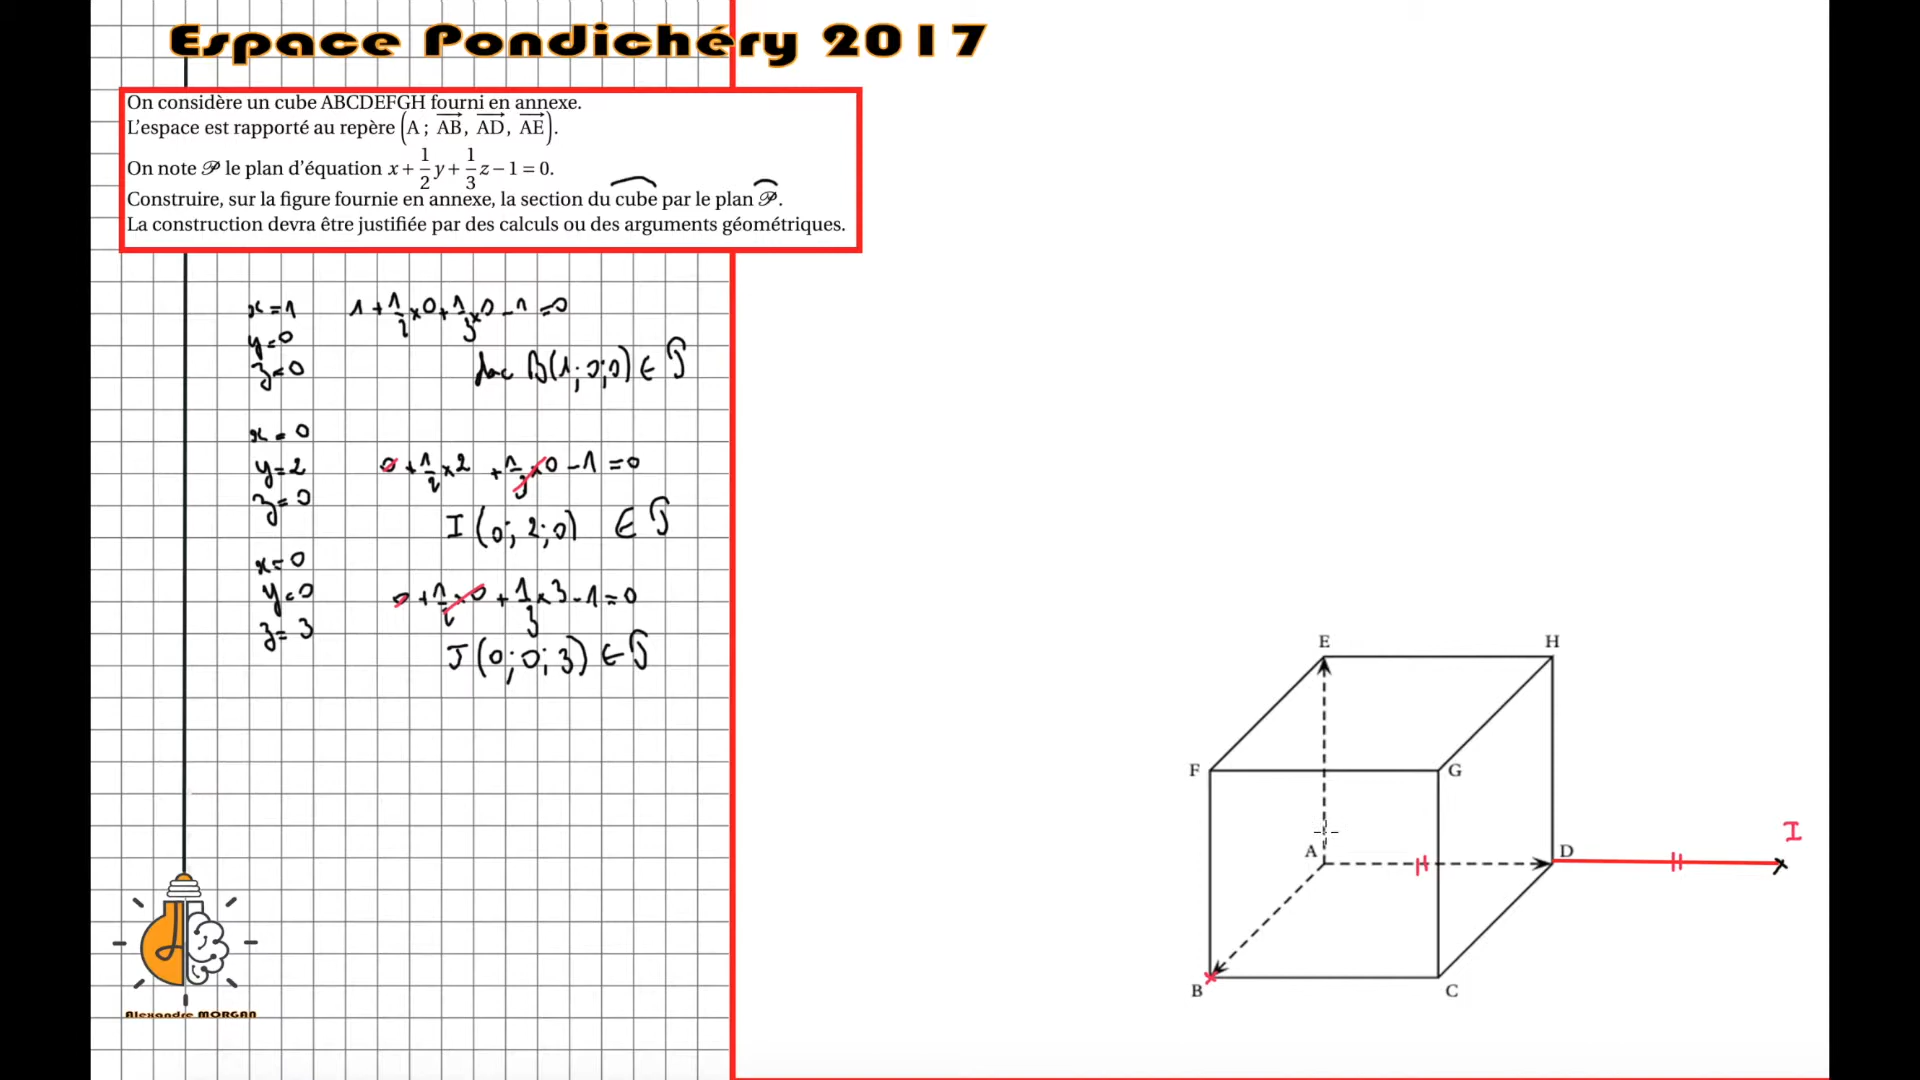 Espace Pondichéry 2017
On considère un cube ABCDEFGH fourni en annexe.
L'espace est rapporté au repère (A ; AB, AD, AE).
On note 𝒫 le plan d'équation x + 1/2 y + 1/3 z − 1 = 0.
Construire, sur la figure fournie en annexe, la section du cube par le plan 𝒫.
La construction devra être justifiée par des calculs ou des arguments géométriques.
x = 1 1 + 1/2 × 0 + 1/3 × 0 − 1 = 0
y = 0
z = 0 donc B(1 ; 0 ; 0) ∈ 𝒫
x = 0
y = 2 0 + 1/2 × 2 + 1/3 × 0 − 1 = 0
z = 0
I (0 ; 2 ; 0) ∈ 𝒫
x = 0
y = 0 0 + 1/2 × 0 + 1/3 × 3 − 1 = 0
z = 3
J (0 ; 0 ; 3) ∈ 𝒫
E H
F G
I
A D
B C
Alexandre MORGAN